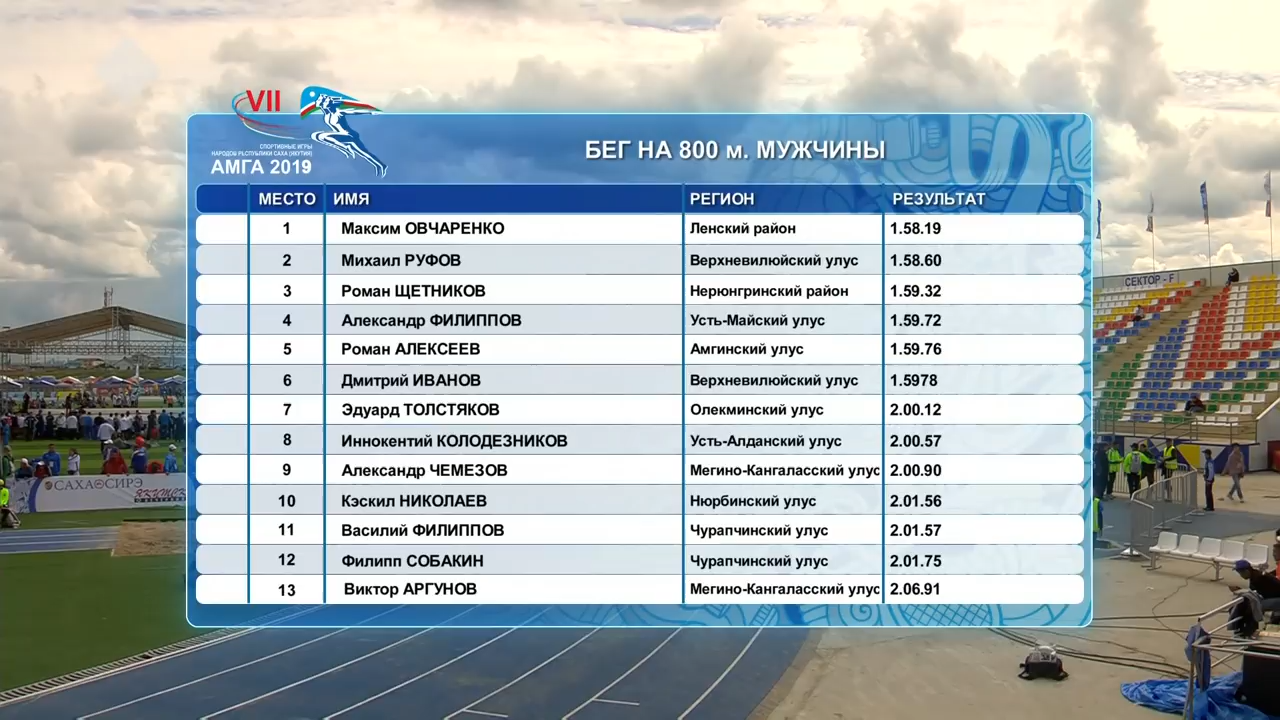 VII
СПОРТИВНЫЕ ИГРЫ
НАРОДОВ РЕСПУБЛИКИ САХА (ЯКУТИЯ)
АМГА 2019
БЕГ НА 800 м. МУЖЧИНЫ
МЕСТО ИМЯ РЕГИОН РЕЗУЛЬТАТ
1 Максим ОВЧАРЕНКО Ленский район 1.58.19
2 Михаил РУФОВ Верхневилюйский улус 1.58.60
3 Роман ЩЕТНИКОВ Нерюнгринский район 1.59.32
4 Александр ФИЛИППОВ Усть-Майский улус 1.59.72
5 Роман АЛЕКСЕЕВ Амгинский улус 1.59.76
6 Дмитрий ИВАНОВ Верхневилюйский улус 1.5978
7 Эдуард ТОЛСТЯКОВ Олекминский улус 2.00.12
8 Иннокентий КОЛОДЕЗНИКОВ Усть-Алданский улус 2.00.57
9 Александр ЧЕМЕЗОВ Мегино-Кангаласский улус 2.00.90
10 Кэскил НИКОЛАЕВ Нюрбинский улус 2.01.56
11 Василий ФИЛИППОВ Чурапчинский улус 2.01.57
12 Филипп СОБАКИН Чурапчинский улус 2.01.75
13 Виктор АРГУНОВ Мегино-Кангаласский улус 2.06.91
СЕКТОР - F
САХА СИРЭ
ЯКУТСК